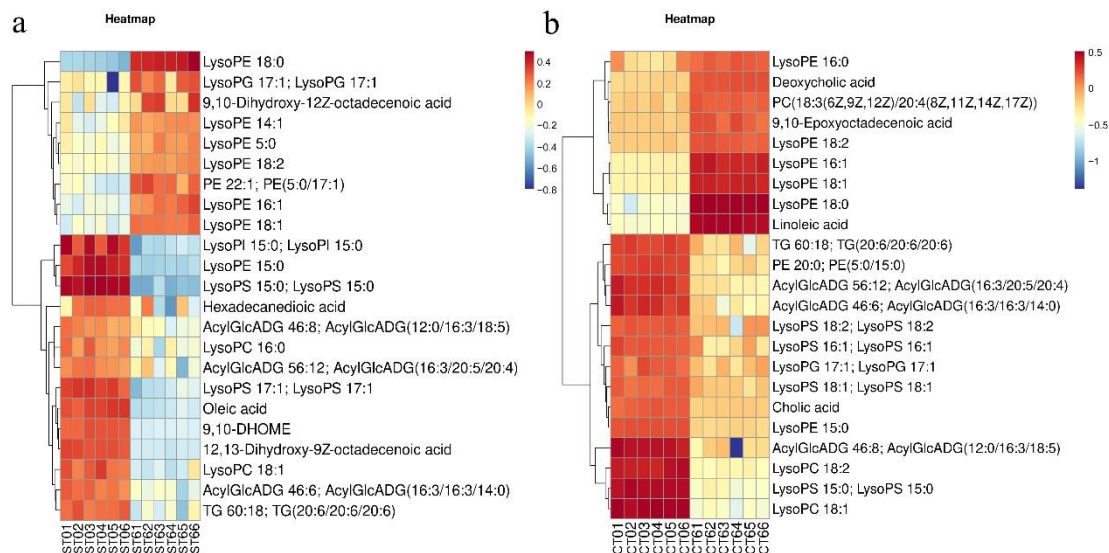 a
Heatmap
LysoPE 18:0
LysoPG 17:1; LysoPG 17:1
9,10-Dihydroxy-12Z-octadecenoic acid
LysoPE 14:1
LysoPE 5:0
LysoPE 18:2
PE 22:1; PE(5:0/17:1)
LysoPE 16:1
LysoPE 18:1
LysoPI 15:0; LysoPI 15:0
LysoPE 15:0
LysoPS 15:0; LysoPS 15:0
Hexadecanedioic acid
AcylGlcADG 46:8; AcylGlcADG(12:0/16:3/18:5)
LysoPC 16:0
AcylGlcADG 56:12; AcylGlcADG(16:3/20:5/20:4)
LysoPS 17:1; LysoPS 17:1
Oleic acid
9,10-DHOME
12,13-Dihydroxy-9Z-octadecenoic acid
LysoPC 18:1
AcylGlcADG 46:6; AcylGlcADG(16:3/16:3/14:0)
TG 60:18; TG(20:6/20:6/20:6)
ST01
ST02
ST03
ST04
ST05
ST06
ST61
ST62
ST63
ST64
ST65
ST66
0.4
0.2
0
−0.2
−0.4
−0.6
−0.8
b
Heatmap
LysoPE 16:0
Deoxycholic acid
PC(18:3(6Z,9Z,12Z)/20:4(8Z,11Z,14Z,17Z))
9,10-Epoxyoctadecenoic acid
LysoPE 18:2
LysoPE 16:1
LysoPE 18:1
LysoPE 18:0
Linoleic acid
TG 60:18; TG(20:6/20:6/20:6)
PE 20:0; PE(5:0/15:0)
AcylGlcADG 56:12; AcylGlcADG(16:3/20:5/20:4)
AcylGlcADG 46:6; AcylGlcADG(16:3/16:3/14:0)
LysoPS 18:2; LysoPS 18:2
LysoPS 16:1; LysoPS 16:1
LysoPG 17:1; LysoPG 17:1
LysoPS 18:1; LysoPS 18:1
Cholic acid
LysoPE 15:0
AcylGlcADG 46:8; AcylGlcADG(12:0/16:3/18:5)
LysoPC 18:2
LysoPS 15:0; LysoPS 15:0
LysoPC 18:1
CT01
CT02
CT03
CT04
CT05
CT06
CT61
CT62
CT63
CT64
CT65
CT66
0.5
0
−0.5
−1